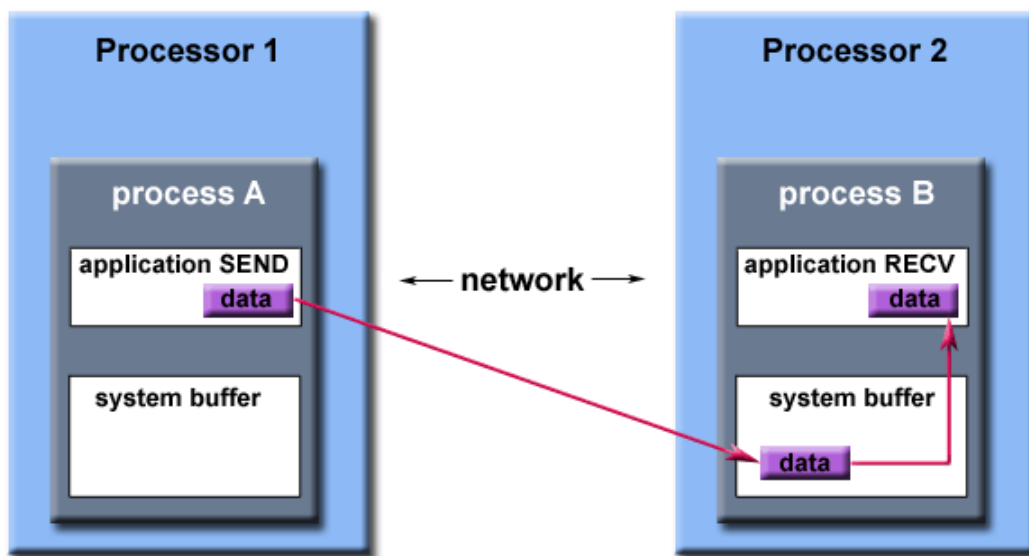 Processor 1
process A
application SEND
data
system buffer
network
Processor 2
process B
application RECV
data
system buffer
data